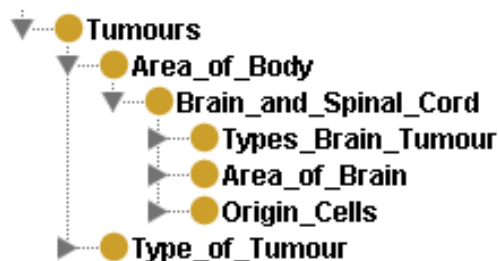 Tumours
Area_of_Body
Brain_and_Spinal_Cord
Types_Brain_Tumour
Area_of_Brain
Origin_Cells
Type_of_Tumour